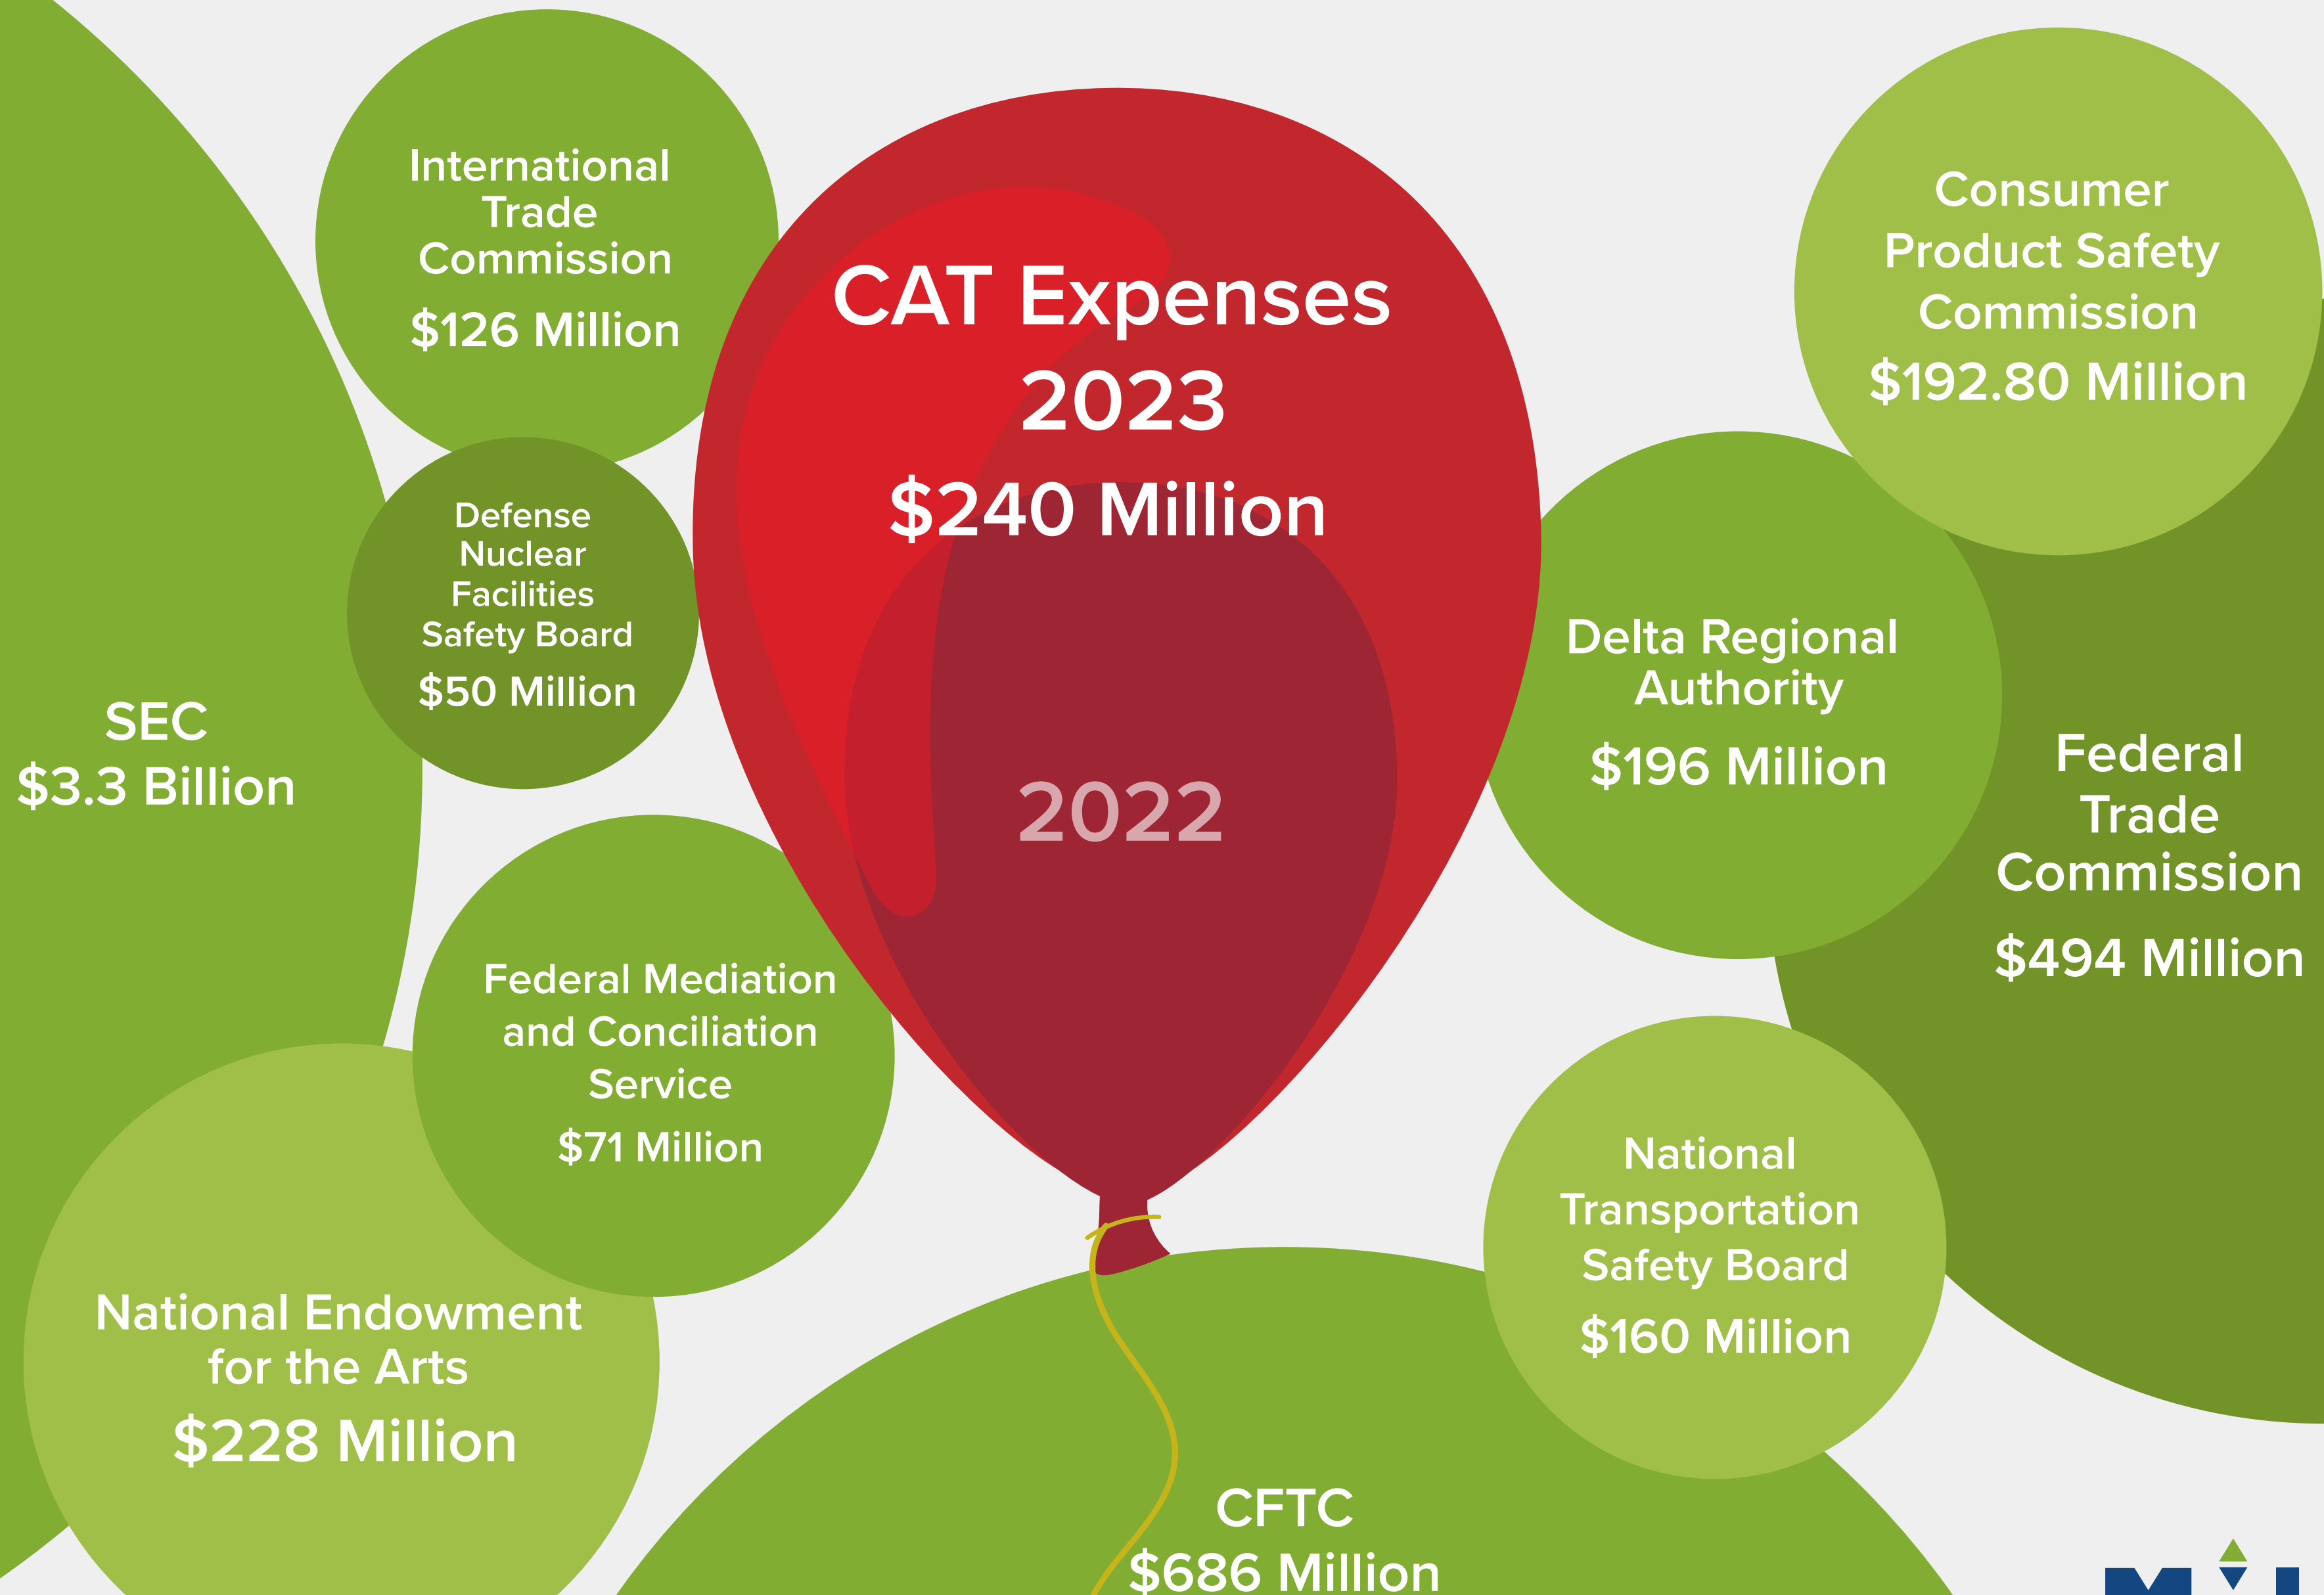 International
Trade
Commission
$126 Million
CAT Expenses
2023
$240 Million
2022
Consumer
Product Safety
Commission
$192.80 Million
Defense
Nuclear
Facilities
Safety Board
$50 Million
Delta Regional
Authority
$196 Million
SEC
$3.3 Billion
Federal
Trade
Commission
$494 Million
Federal Mediation
and Conciliation
Service
$71 Million
National
Transportation
Safety Board
$160 Million
National Endowment
for the Arts
$228 Million
CFTC
$686 Million